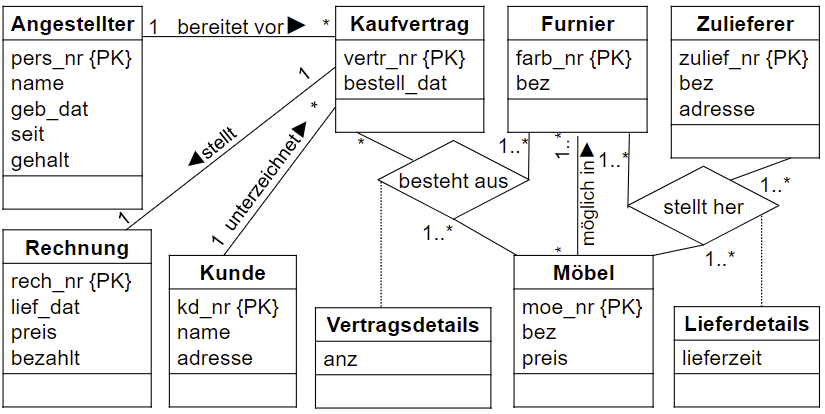 Angestellter
pers_nr {PK}
name
geb_dat
seit
gehalt
1 bereitet vor▶ *
Kaufvertrag
vertr_nr {PK}
bestell_dat
Furnier
farb_nr {PK}
bez
Zulieferer
zulief_nr {PK}
bez
adresse
1
◀stellt
1
*
unterzeichnet▶
1
*
besteht aus
1..*
1..*
1..*
möglich in▶
*
1..*
stellt her
1..*
1..*
Rechnung
rech_nr {PK}
lief_dat
preis
bezahlt
Kunde
kd_nr {PK}
name
adresse
Vertragsdetails
anz
Möbel
moe_nr {PK}
bez
preis
Lieferdetails
lieferzeit